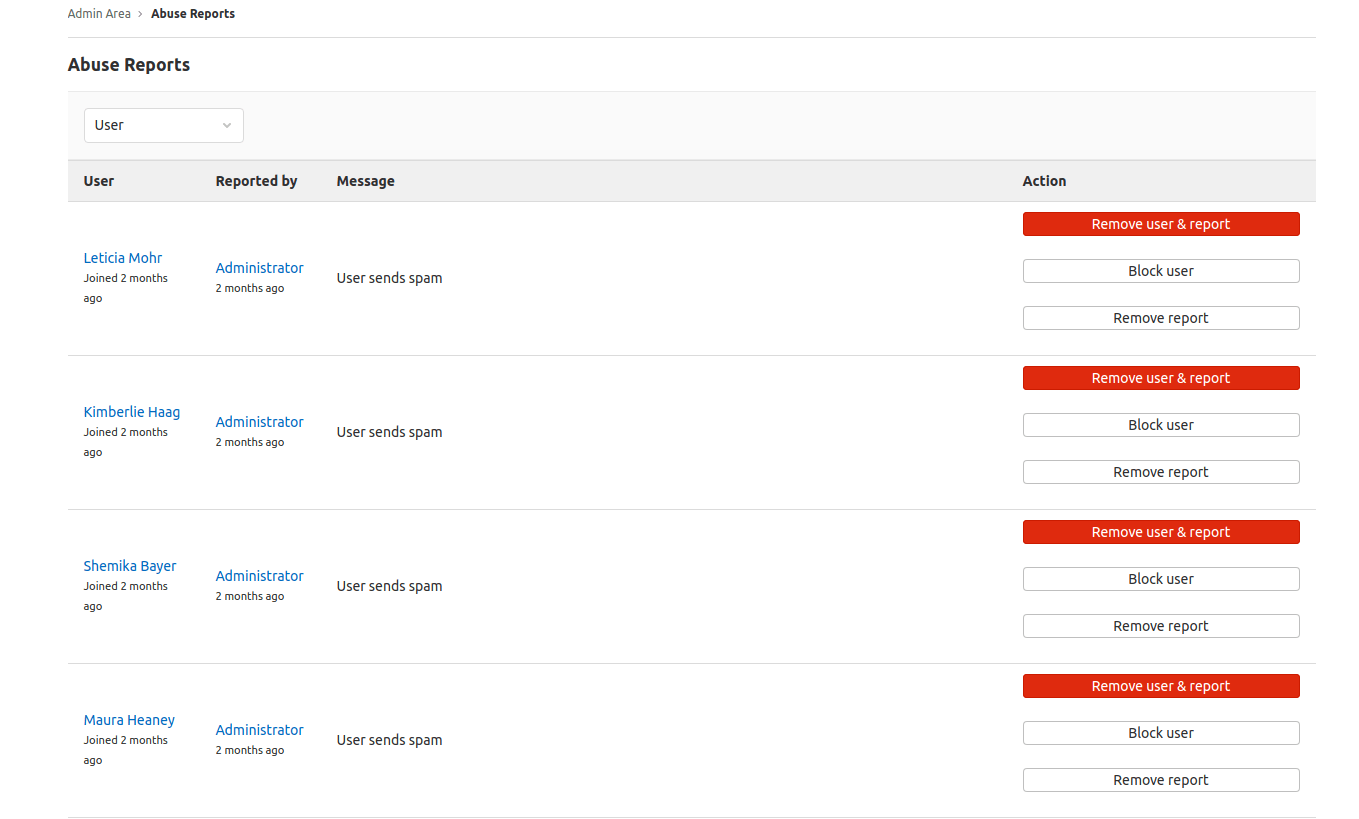 Admin Area › Abuse Reports
Abuse Reports
User
User Reported by Message Action
Leticia Mohr
Joined 2 months
ago
Administrator
2 months ago
User sends spam
Remove user & report
Block user
Remove report
Kimberlie Haag
Joined 2 months
ago
Administrator
2 months ago
User sends spam
Remove user & report
Block user
Remove report
Shemika Bayer
Joined 2 months
ago
Administrator
2 months ago
User sends spam
Remove user & report
Block user
Remove report
Maura Heaney
Joined 2 months
ago
Administrator
2 months ago
User sends spam
Remove user & report
Block user
Remove report